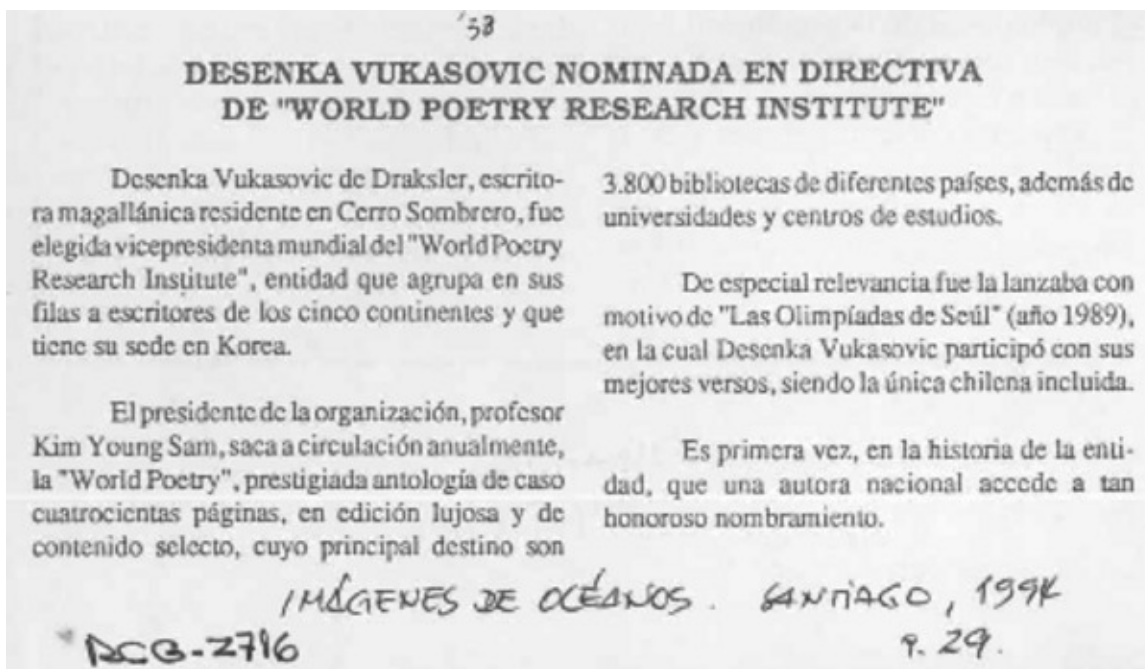 '58
DESENKA VUKASOVIC NOMINADA EN DIRECTIVA
DE "WORLD POETRY RESEARCH INSTITUTE"
Desenka Vukasovic de Draksler, escrito-
ra magallánica residente en Cerro Sombrero, fue
elegida vicepresidenta mundial del "World Poetry
Research Institute", entidad que agrupa en sus
filas a escritores de los cinco continentes y que
tiene su sede en Korea.
El presidente de la organización, profesor
Kim Young Sam, saca a circulación anualmente,
la "World Poetry", prestigiada antología de caso
cuatrocientas páginas, en edición lujosa y de
contenido selecto, cuyo principal destino son
3.800 bibliotecas de diferentes países, además de
universidades y centros de estudios.
De especial relevancia fue la lanzaba con
motivo de "Las Olimpíadas de Seúl" (año 1989),
en la cual Desenka Vukasovic participó con sus
mejores versos, siendo la única chilena incluida.
Es primera vez, en la historia de la enti-
dad, que una autora nacional accede a tan
honoroso nombramiento.
IMÁGENES DE OCÉANOS. SANTIAGO, 1994
P. 29.